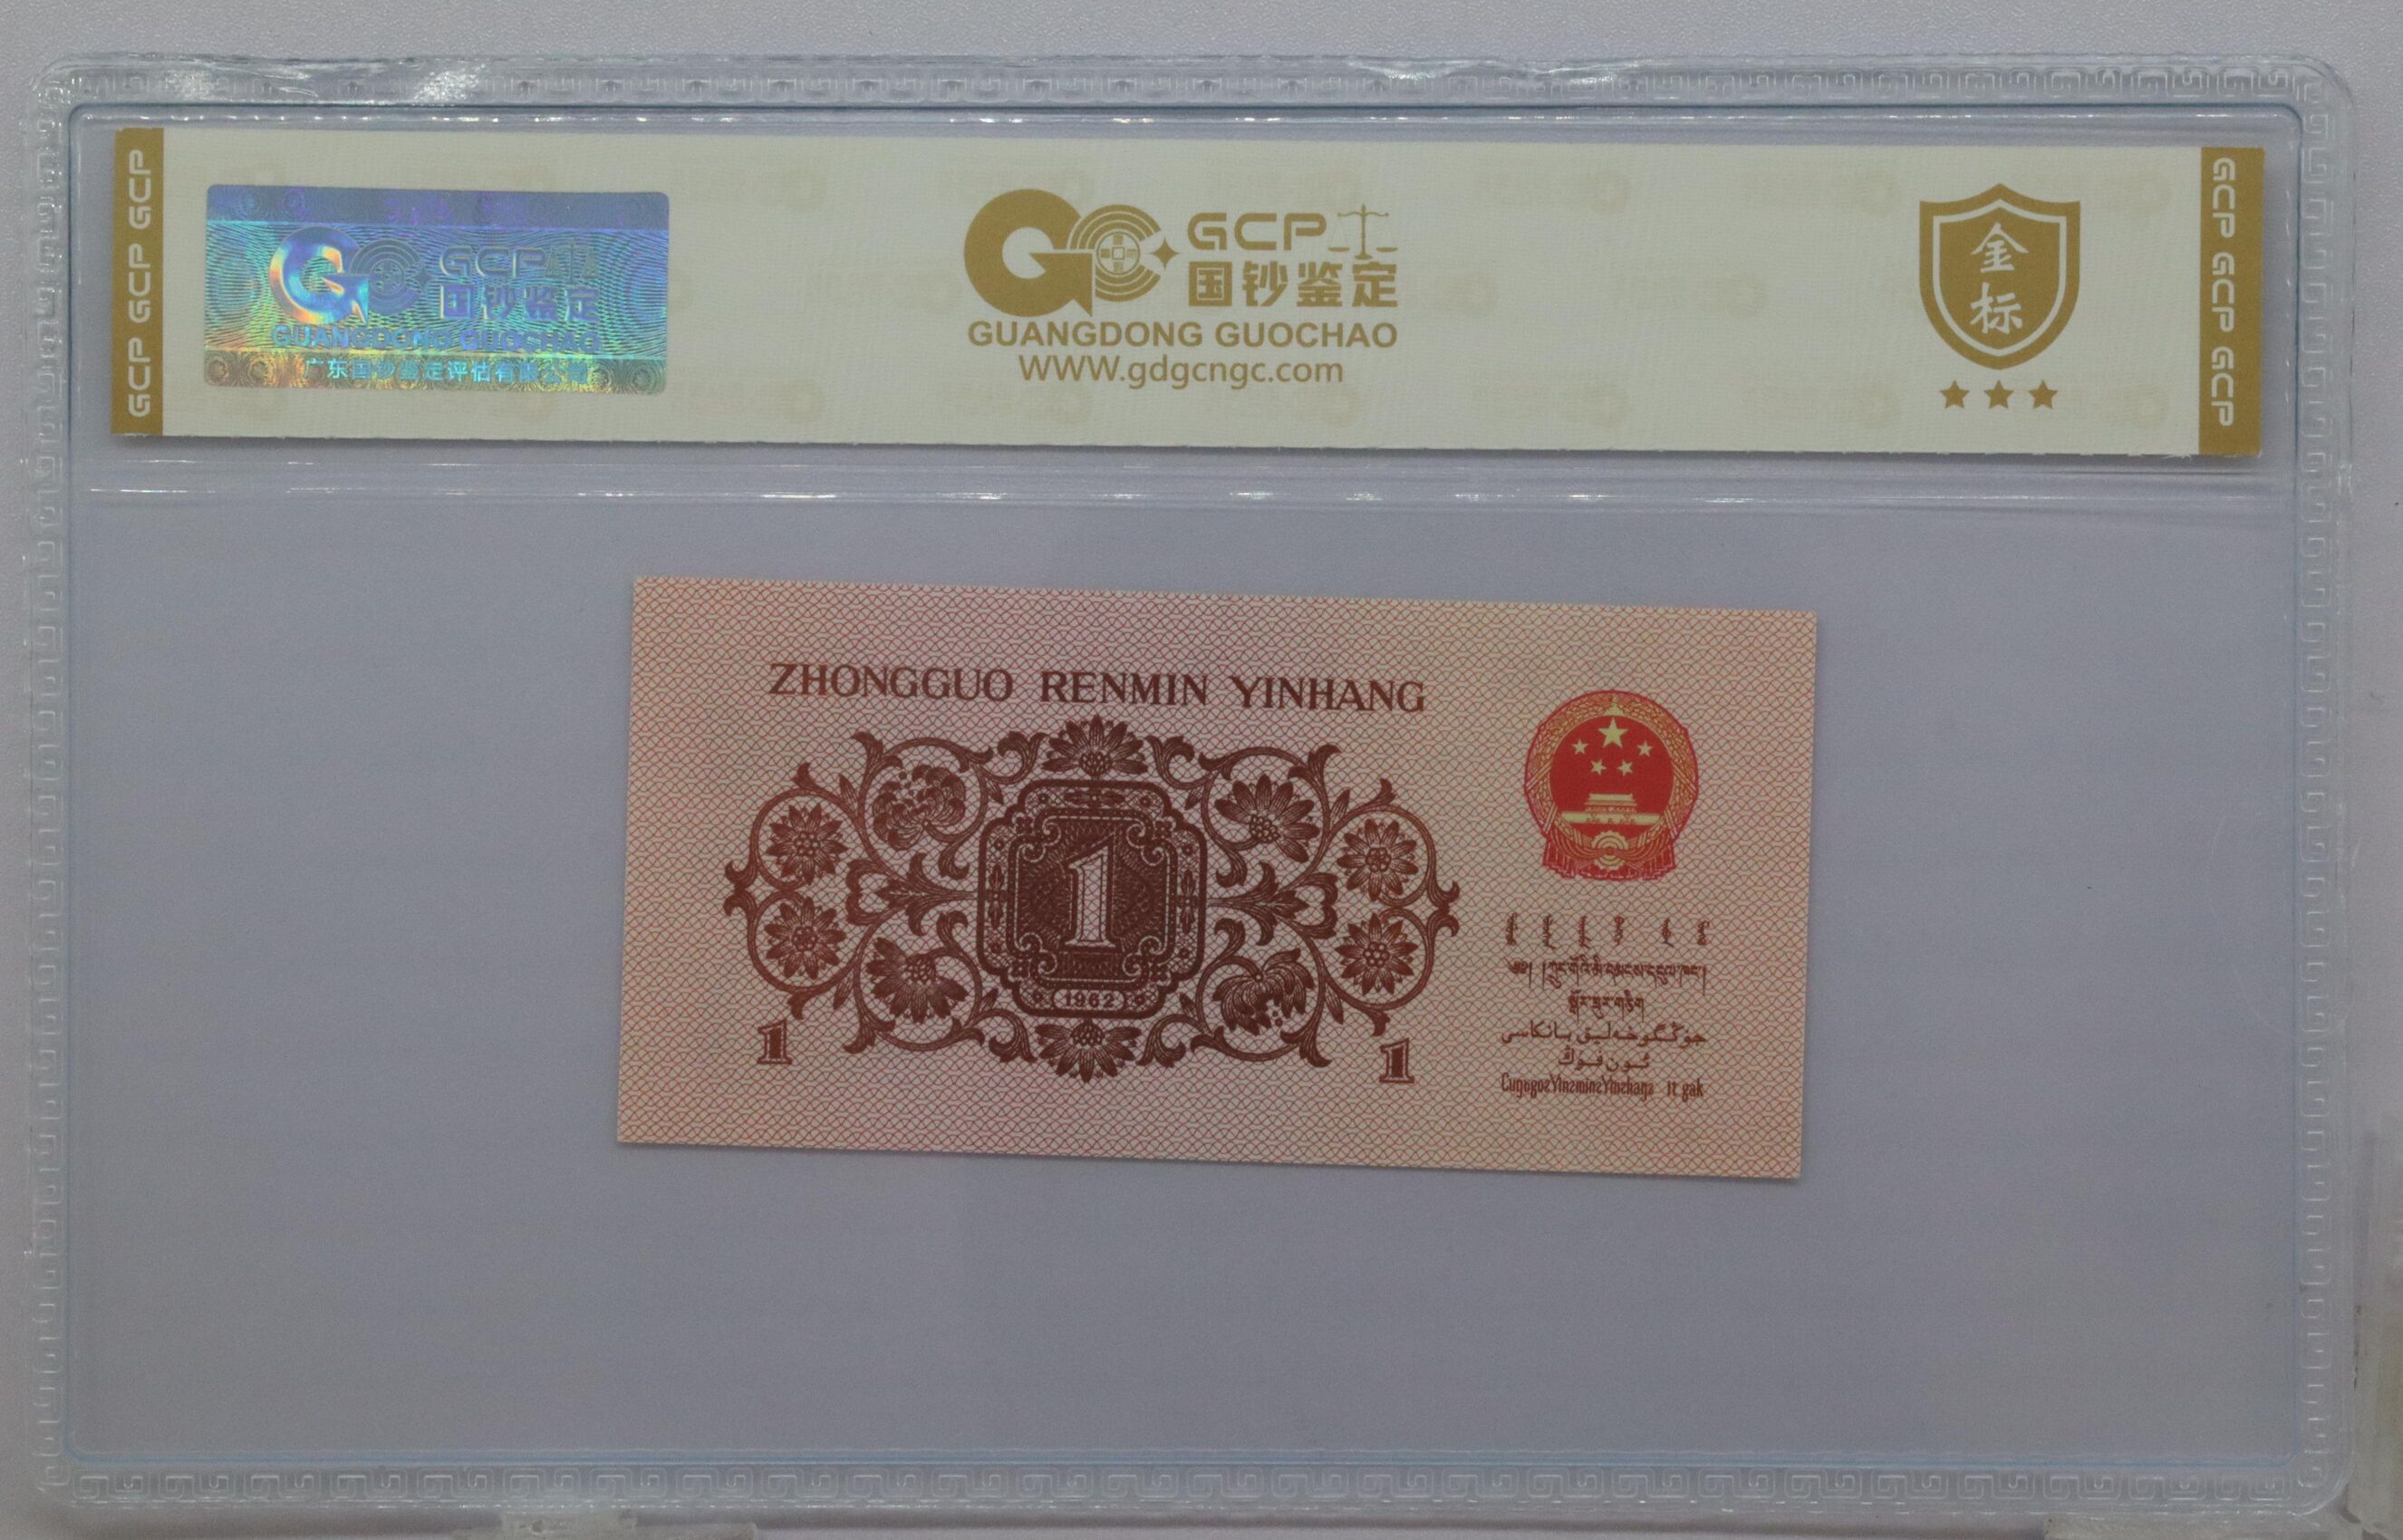 GCP GCP GCP
GCP
国钞鉴定
GUANGDONG GUOCHAO
广东国钞鉴定评估有限公司
GCP
国钞鉴定
GUANGDONG GUOCHAO
WWW.gdgcngc.com
金
标
GCP GCP GCP
ZHONGGUO RENMIN YINHANG
1
1962
1
1